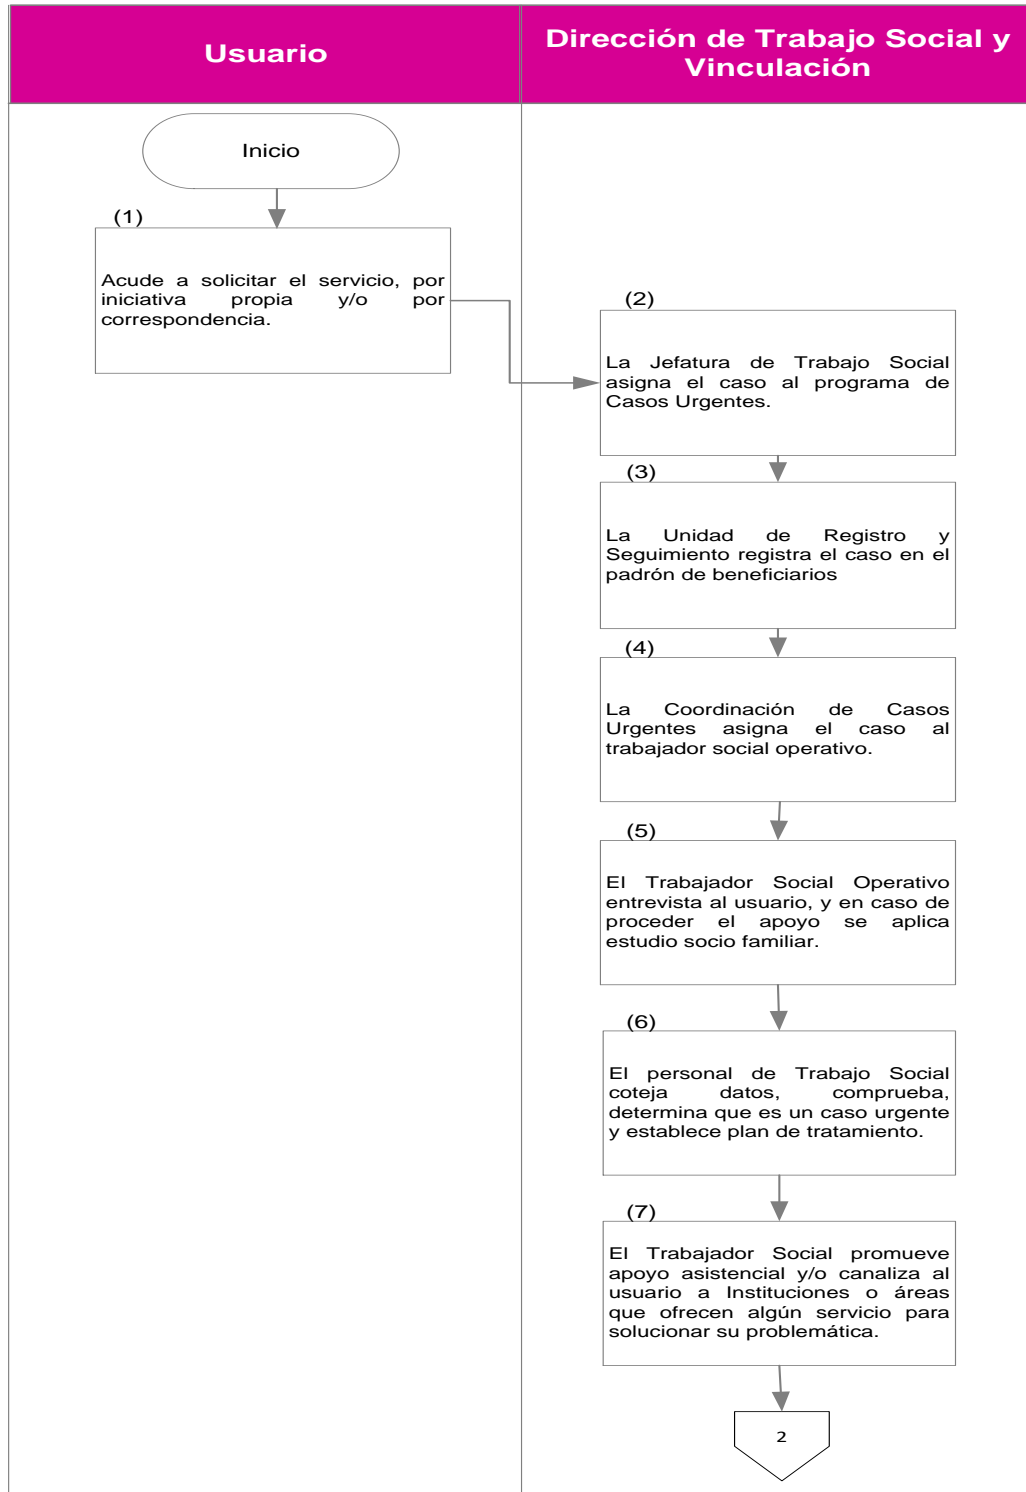 Usuario
Dirección de Trabajo Social y
Vinculación
Inicio
(1)
Acude a solicitar el servicio, por
iniciativa propia y/o por
correspondencia.
(2)
La Jefatura de Trabajo Social
asigna el caso al programa de
Casos Urgentes.
(3)
La Unidad de Registro y
Seguimiento registra el caso en el
padrón de beneficiarios
(4)
La Coordinación de Casos
Urgentes asigna el caso al
trabajador social operativo.
(5)
El Trabajador Social Operativo
entrevista al usuario, y en caso de
proceder el apoyo se aplica
estudio socio familiar.
(6)
El personal de Trabajo Social
coteja datos, comprueba,
determina que es un caso urgente
y establece plan de tratamiento.
(7)
El Trabajador Social promueve
apoyo asistencial y/o canaliza al
usuario a Instituciones o áreas
que ofrecen algún servicio para
solucionar su problemática.
2